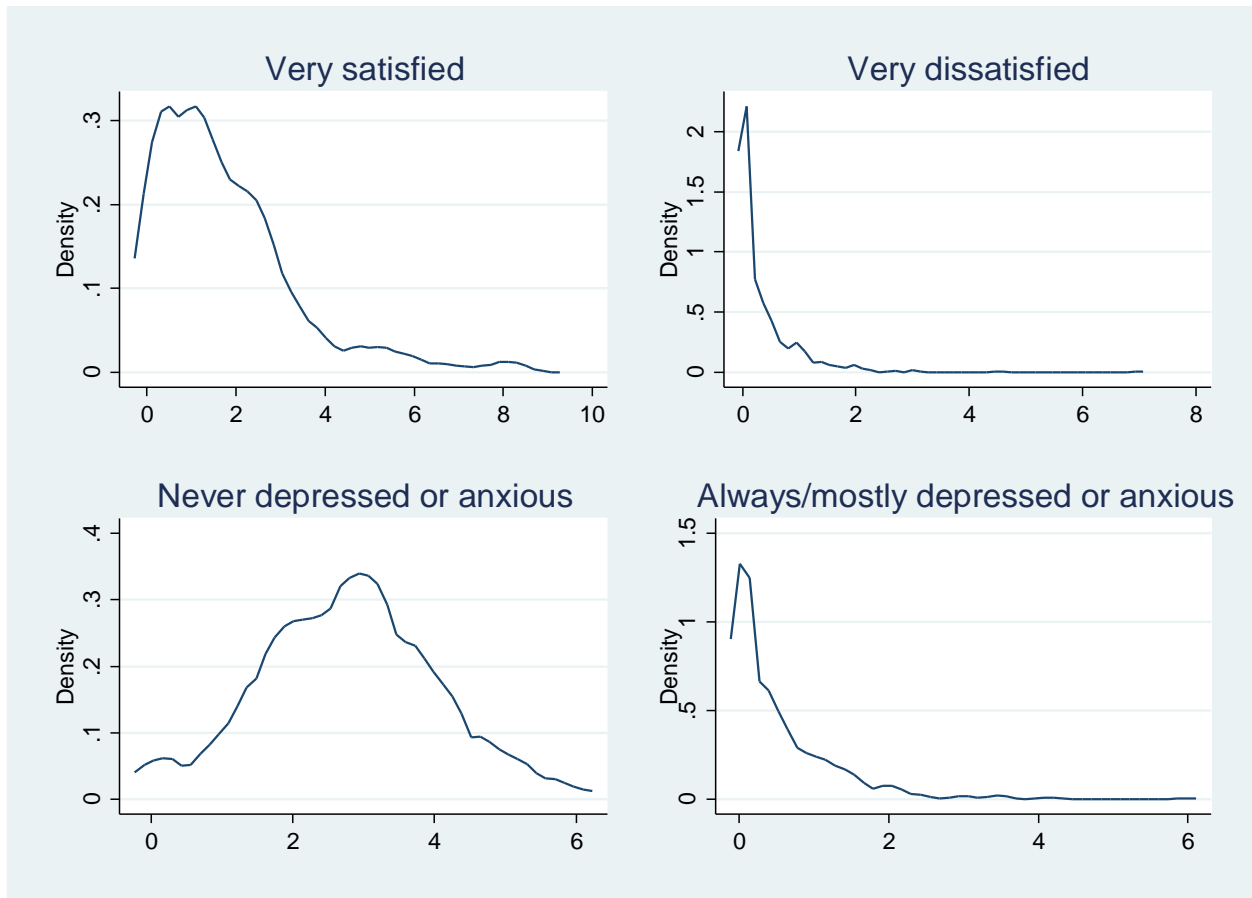 Very satisfied
Density
0 .1 .2 .3
0 2 4 6 8 10
Very dissatisfied
Density
0 .5 1 1.5 2
0 2 4 6 8
Never depressed or anxious
Density
0 .1 .2 .3 .4
0 2 4 6
Always/mostly depressed or anxious
Density
0 .5 1 1.5
0 2 4 6